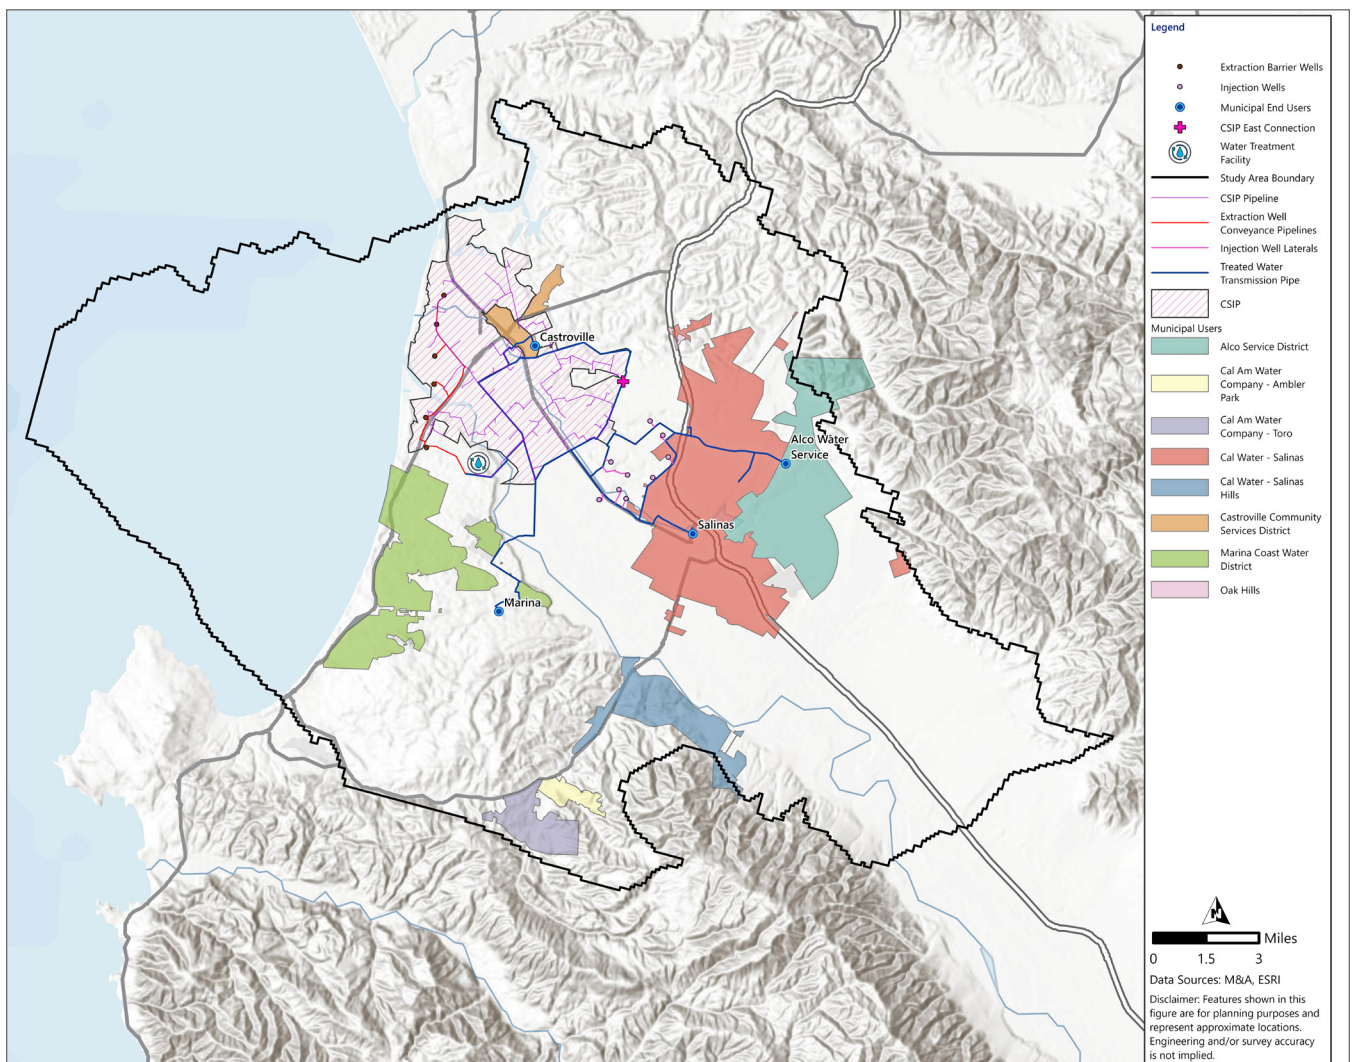 Legend
Extraction Barrier Wells
Injection Wells
Municipal End Users
CSIP East Connection
Water Treatment
Facility
Study Area Boundary
CSIP Pipeline
Extraction Well
Conveyance Pipelines
Injection Well Laterals
Treated Water
Transmission Pipe
CSIP
Municipal Users
Alco Service District
Cal Am Water
Company - Ambler
Park
Cal Am Water
Company - Toro
Cal Water - Salinas
Cal Water - Salinas
Hills
Castroville Community
Services District
Marina Coast Water
District
Oak Hills
Castroville
Alco Water
Service
Salinas
Marina
N
Miles
0 1.5 3
Data Sources: M&A, ESRI
Disclaimer: Features shown in this
figure are for planning purposes and
represent approximate locations.
Engineering and/or survey accuracy
is not implied.